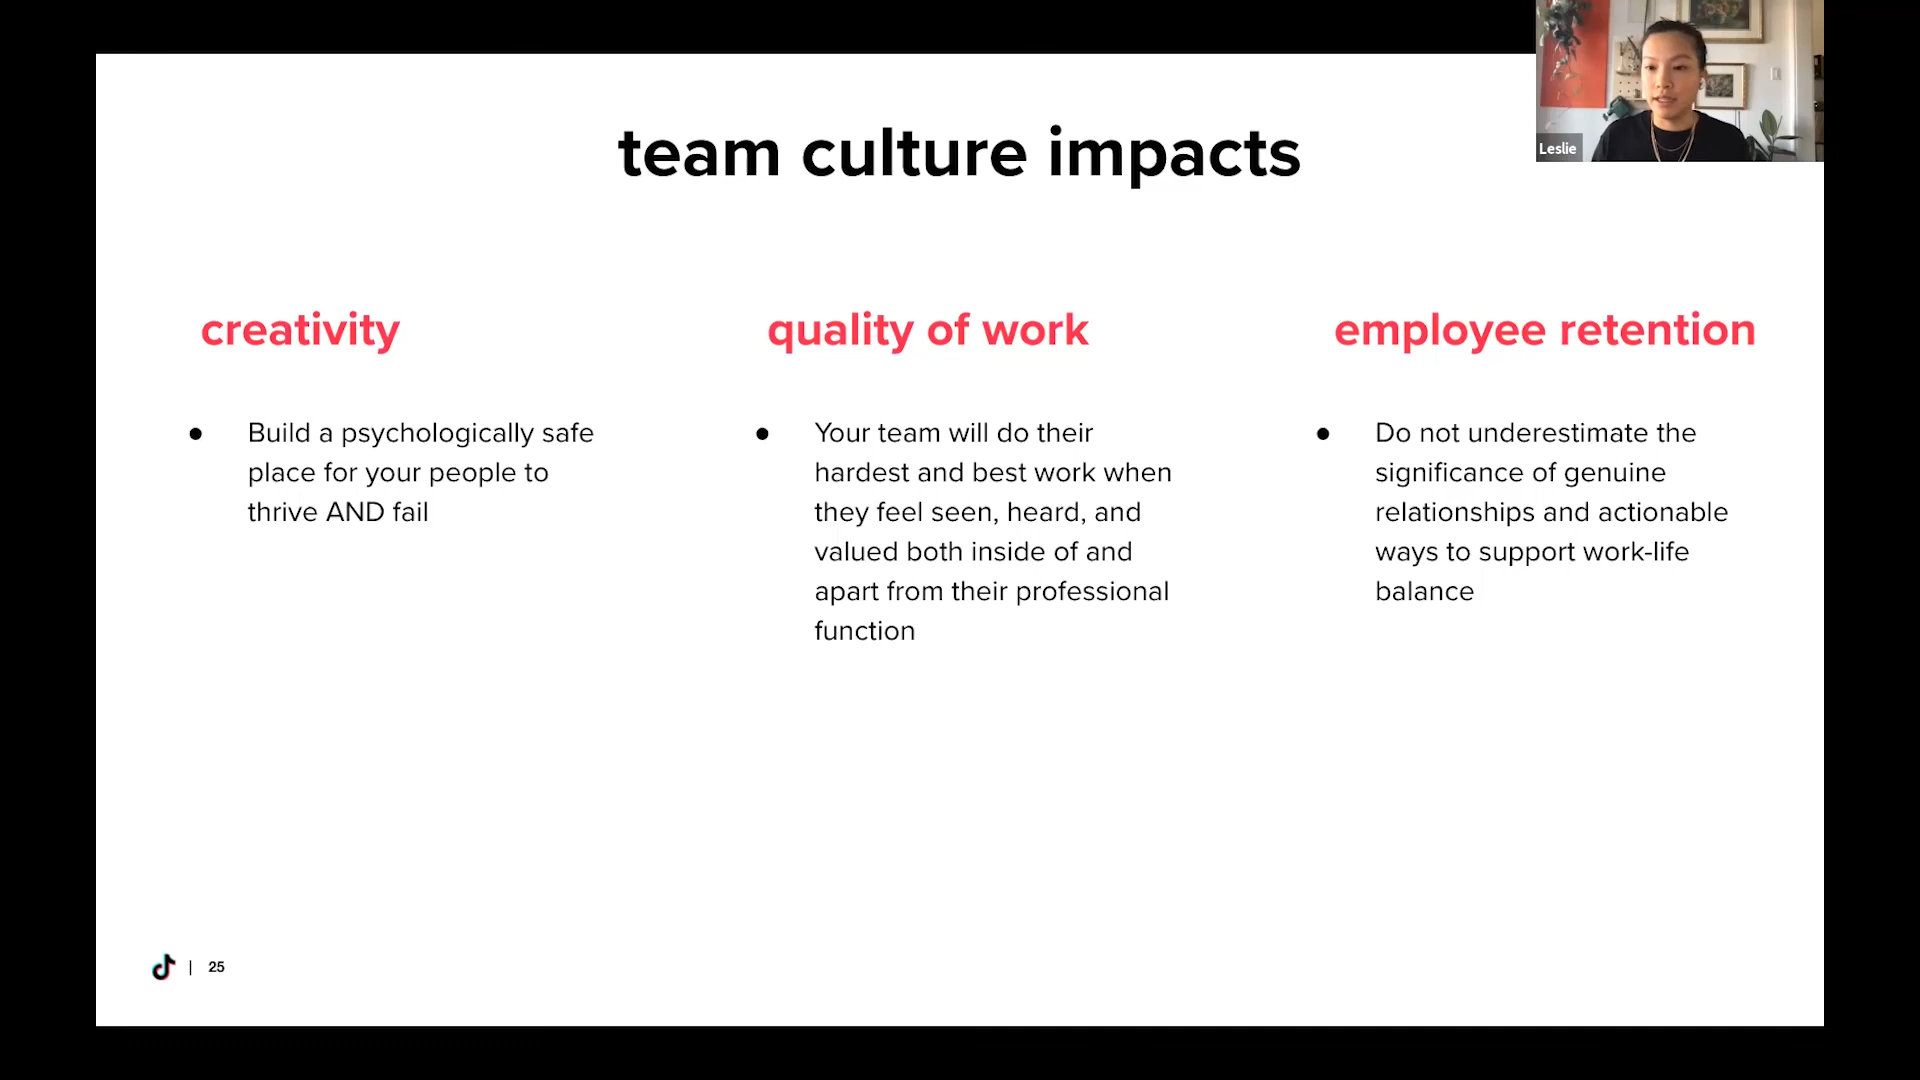 Leslie
team culture impacts
creativity
● Build a psychologically safe
place for your people to
thrive AND fail
quality of work
● Your team will do their
hardest and best work when
they feel seen, heard, and
valued both inside of and
apart from their professional
function
employee retention
● Do not underestimate the
significance of genuine
relationships and actionable
ways to support work-life
balance
| 25